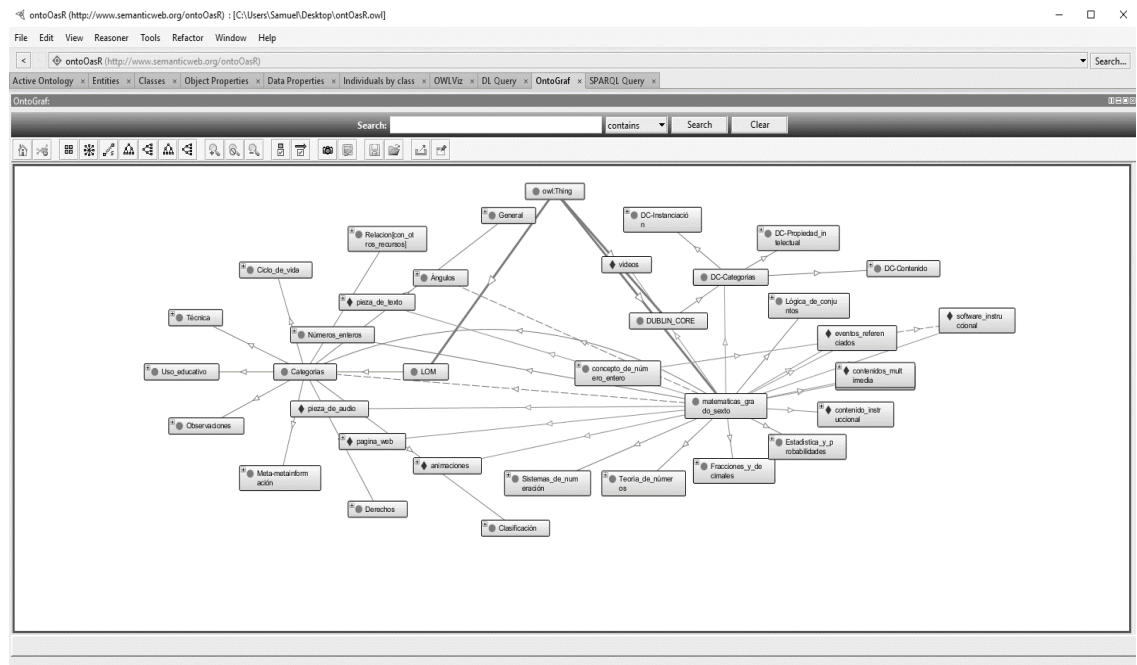 ontoOasR (http://www.semanticweb.org/ontoOasR) : [C:\Users\Samuel\Desktop\ontOasR.owl]
File Edit View Reasoner Tools Refactor Window Help
< ontoOasR (http://www.semanticweb.org/ontoOasR) Search...
Active Ontology × Entities × Classes × Object Properties × Data Properties × Individuals by class × OWLViz × DL Query × OntoGraf × SPARQL Query ×
OntoGraf:
Search: contains Search Clear
owl:Thing
General
DC-Instanciació
n
Relacion[con_ot
ros_recursos]
DC-Propiedad_in
telectual
Ciclo_de_vida
Ángulos
videos
DC-Categorias
DC-Contenido
pieza_de_texto
Lógica_de_conju
ntos
Técnica
Números_enteros
DUBLIN_CORE
eventos_referen
ciados
software_instru
ccional
Uso_educativo
Categorias
LOM
concepto_de_núm
ero_entero
contenidos_mult
imedia
pieza_de_audio
matematicas_gra
do_sexto
contenido_instr
uccional
Observaciones
pagina_web
Estadistica_y_p
robabilidades
Meta-metainform
ación
animaciones
Sistemas_de_num
eración
Teoria_de_númer
os
Fracciones_y_de
cimales
Derechos
Clasificación